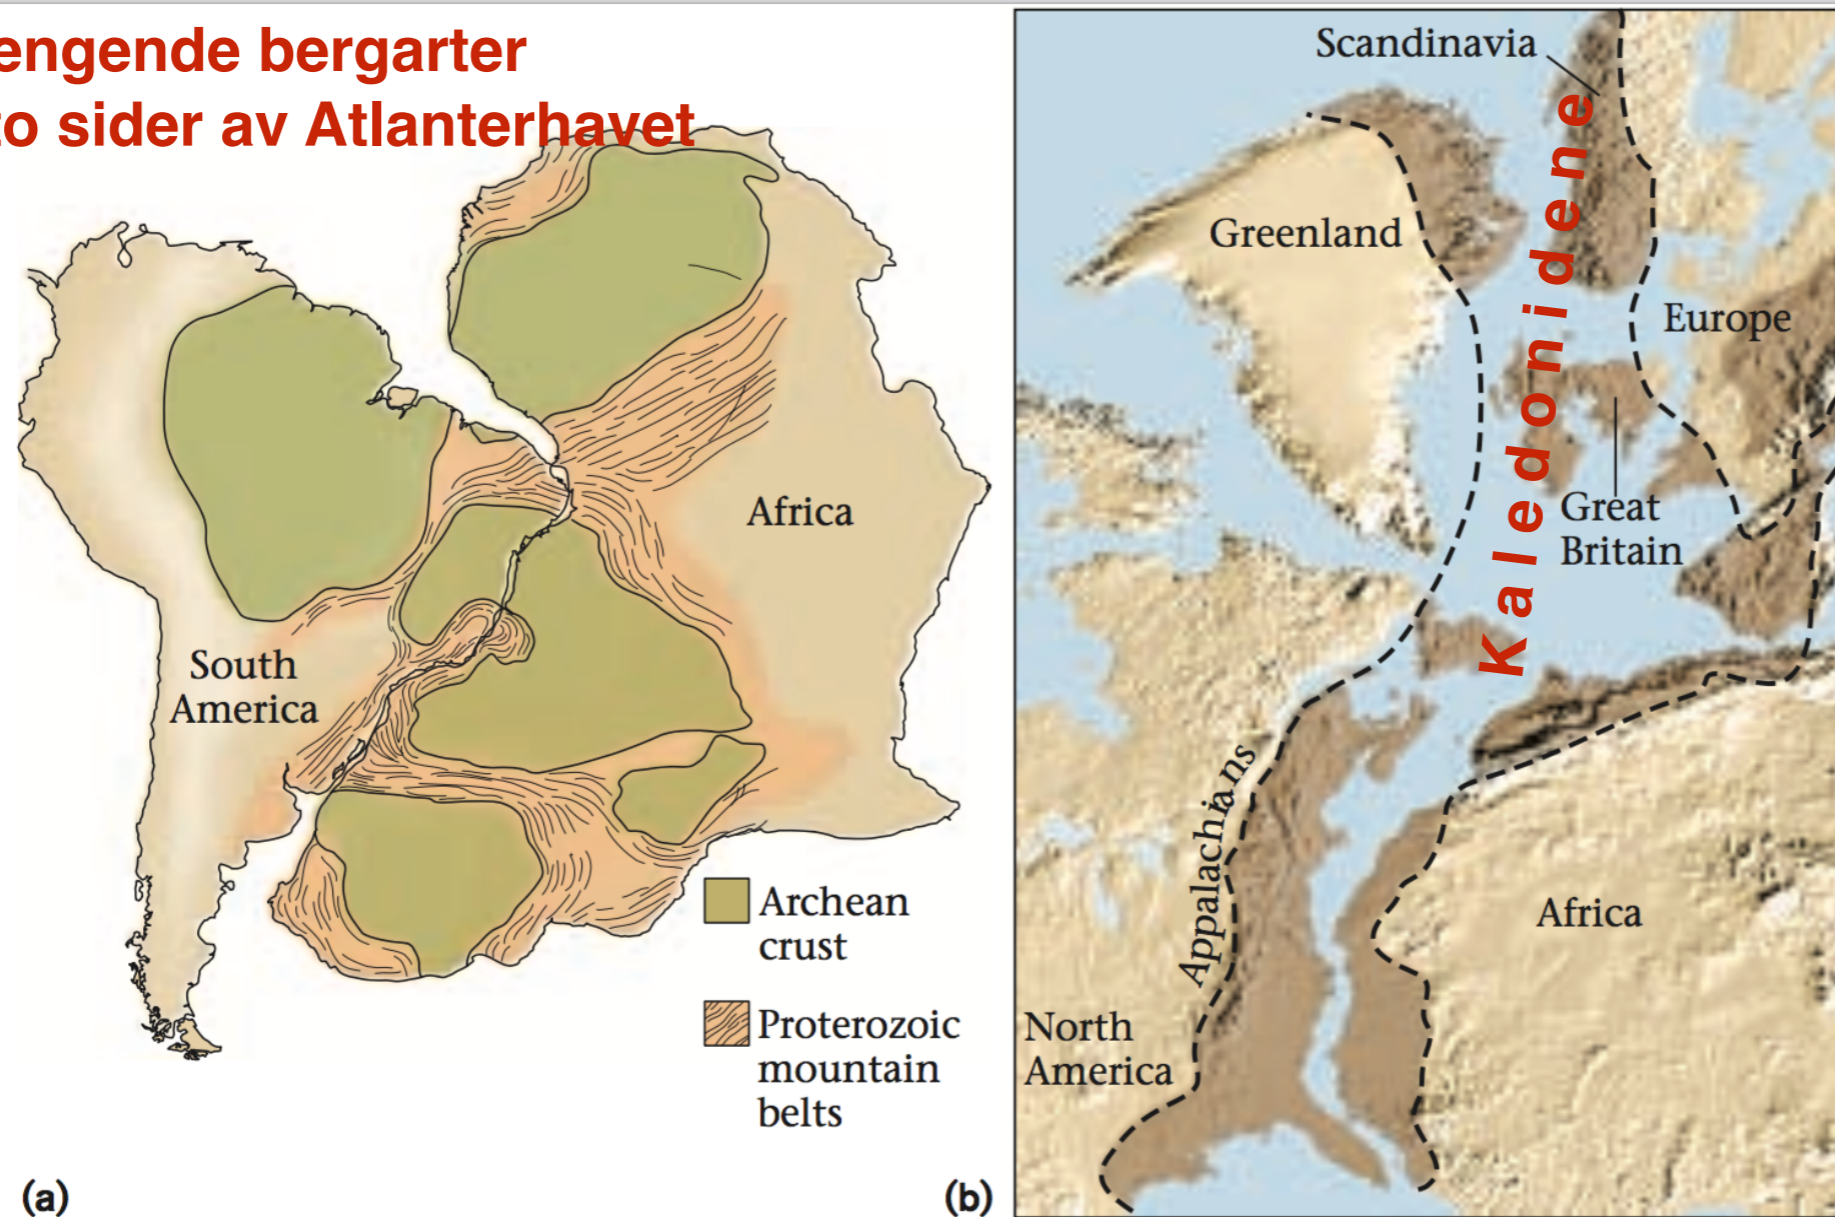 engende bergarter
to sider av Atlanterhavet
South
America
Africa
Archean
crust
Proterozoic
mountain
belts
(a)
Scandinavia
Greenland
Kaledonidene
Europe
Great
Britain
Appalachians
Africa
North
America
(b)